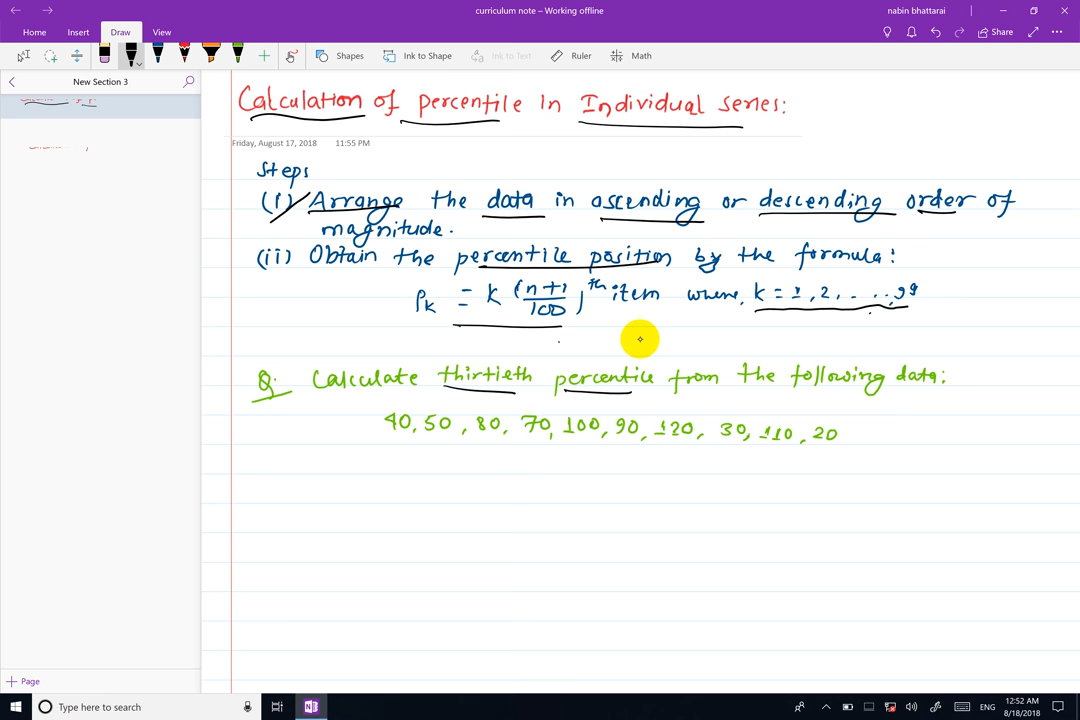 curriculum note – Working offline
nabin bhattarai
Home Insert Draw View
Share
Shapes Ink to Shape Ink to Text Ruler Math
New Section 3
Calculation of percentile in Individual series:
Friday, August 17, 2018 11:55 PM
Steps
(i) Arrange the data in ascending or descending order of
magnitude.
(ii) Obtain the percentile position by the formula:
Pk = k (n+1/100)th item where, k = 1, 2, . . . ., 99
Q. Calculate thirtieth percentile from the following data:
40, 50, 80, 70, 100, 90, 120, 30, 110, 20
+ Page
Type here to search
ENG
12:52 AM
8/18/2018